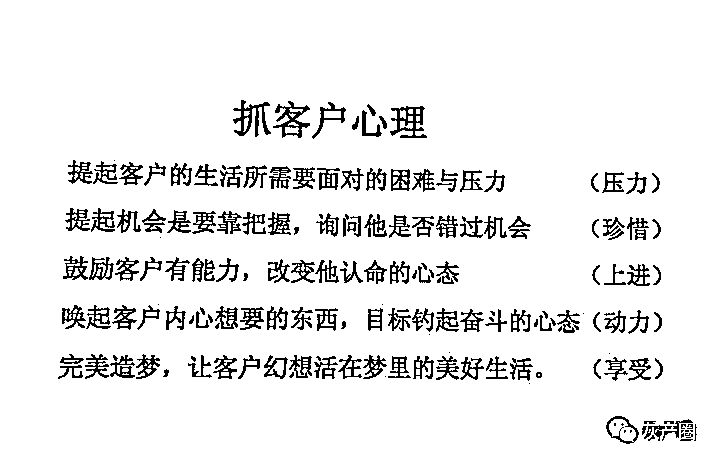 抓客户心理
提起客户的生活所需要面对的困难与压力 （压力）
提起机会是要靠把握，询问他是否错过机会 （珍惜）
鼓励客户有能力，改变他认命的心态 （上进）
唤起客户内心想要的东西，目标钓起奋斗的心态（动力）
完美造梦，让客户幻想活在梦里的美好生活。 （享受）
灰产圈